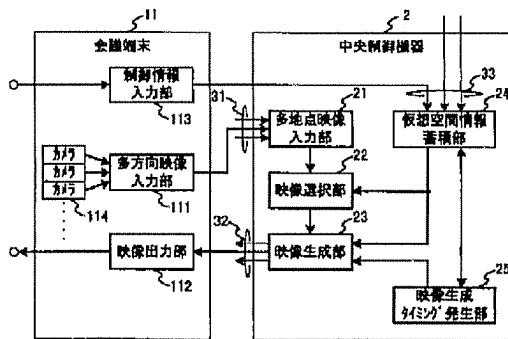 11
会議端末
制御情報
入力部
113
カメラ
カメラ
カメラ
114
多方向映像
入力部
111
映像出力部
112
31
32
2
中央制御機器
33
21
多地点映像
入力部
22
映像選択部
23
映像生成部
24
仮想空間情報
蓄積部
25
映像生成
タイミング発生部